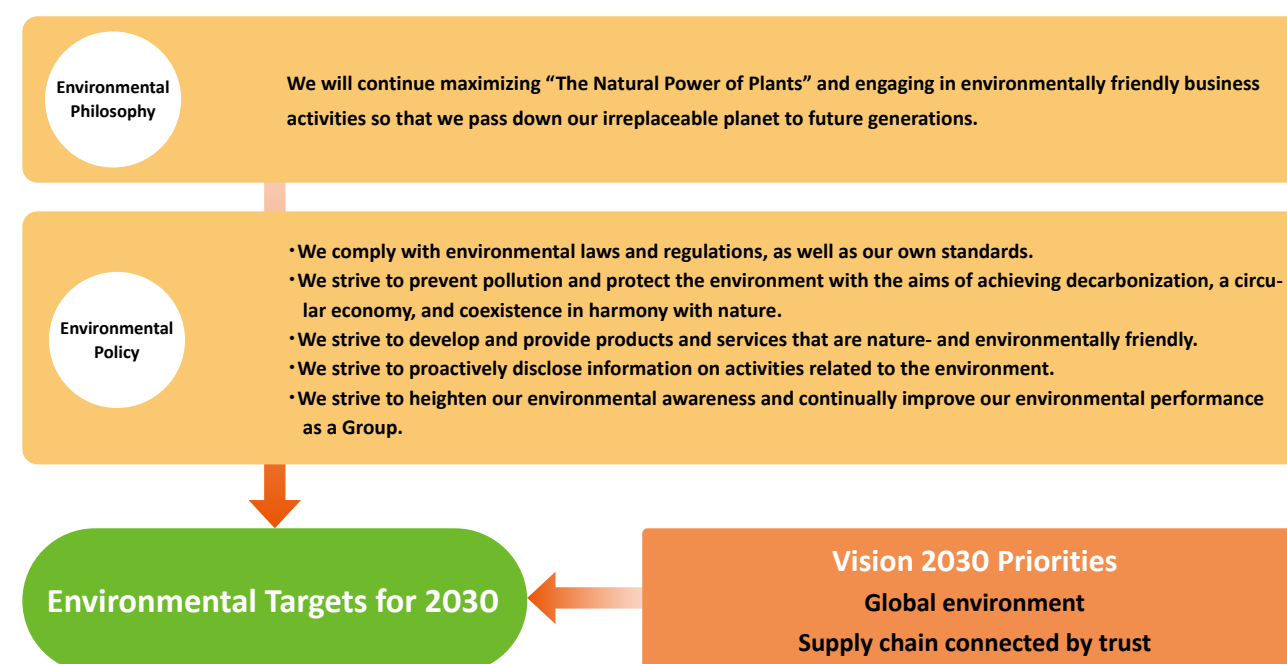 Environmental
Philosophy
We will continue maximizing “The Natural Power of Plants” and engaging in environmentally friendly business
activities so that we pass down our irreplaceable planet to future generations.
Environmental
Policy
・We comply with environmental laws and regulations, as well as our own standards.
・We strive to prevent pollution and protect the environment with the aims of achieving decarbonization, a circu-
lar economy, and coexistence in harmony with nature.
・We strive to develop and provide products and services that are nature- and environmentally friendly.
・We strive to proactively disclose information on activities related to the environment.
・We strive to heighten our environmental awareness and continually improve our environmental performance
as a Group.
Environmental Targets for 2030
Vision 2030 Priorities
Global environment
Supply chain connected by trust